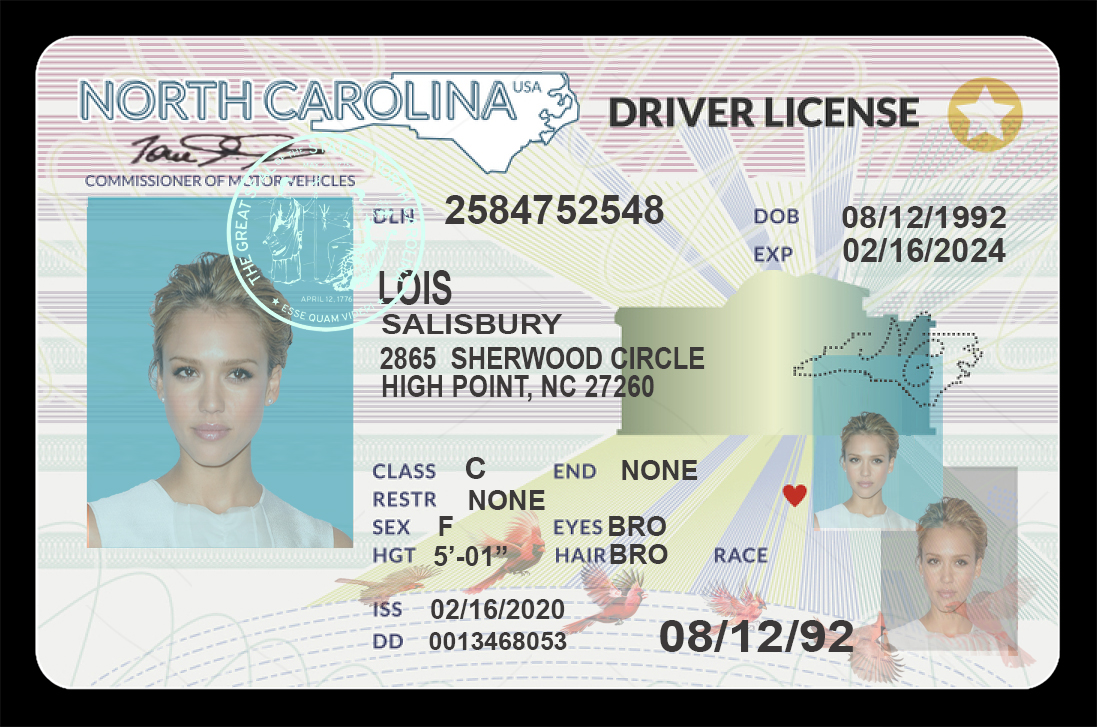 NORTH CAROLINA USA
DRIVER LICENSE
COMMISSIONER OF MOTOR VEHICLES
DLN 2584752548
DOB 08/12/1992
EXP 02/16/2024
THE GREAT
APRIL 12, 1776
ESSE QUAM
LOIS
SALISBURY
2865 SHERWOOD CIRCLE
HIGH POINT, NC 27260
CLASS C END NONE
RESTR NONE
SEX F EYES BRO
HGT 5’-01” HAIR BRO RACE
ISS 02/16/2020
DD 0013468053
08/12/92
NC